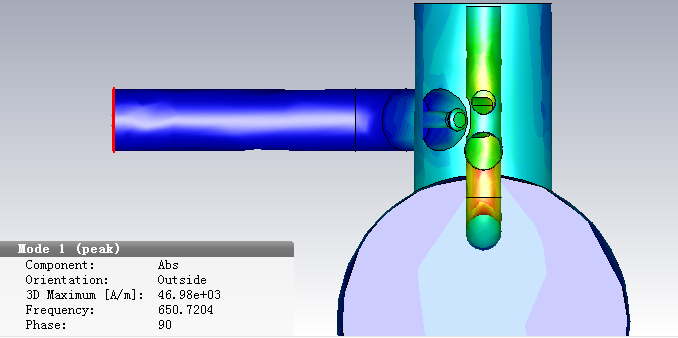 Mode 1 (peak)
Component: Abs
Orientation: Outside
3D Maximum [A/m]: 46.98e+03
Frequency: 650.7204
Phase: 90